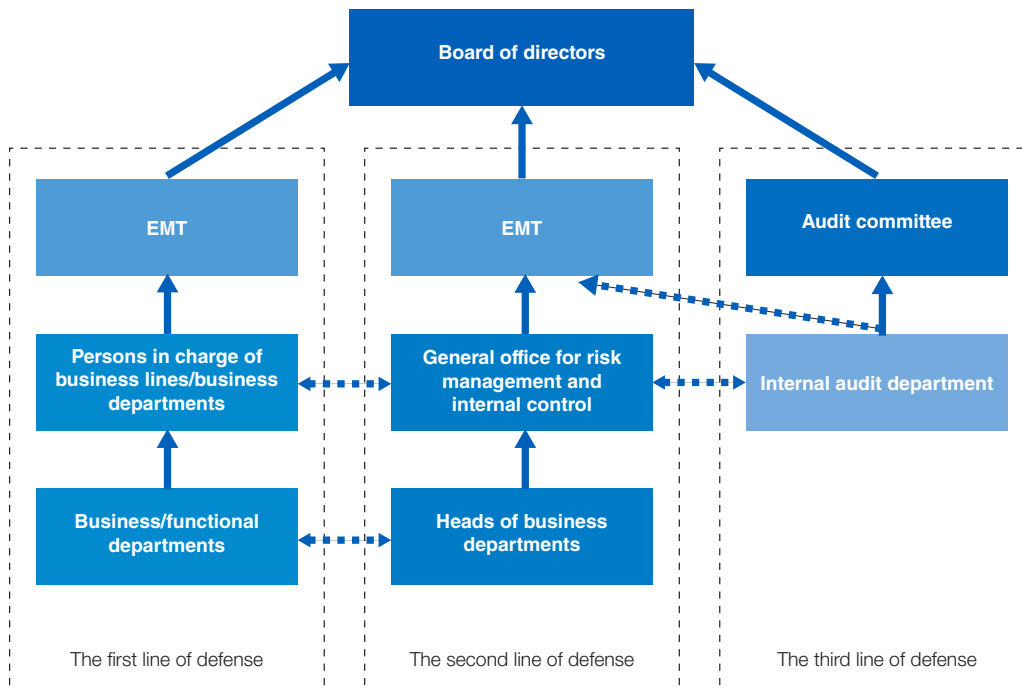 Board of directors
EMT
EMT
Audit committee
Persons in charge of
business lines/business
departments
General office for risk
management and
internal control
Internal audit department
Business/functional
departments
Heads of business
departments
The first line of defense
The second line of defense
The third line of defense